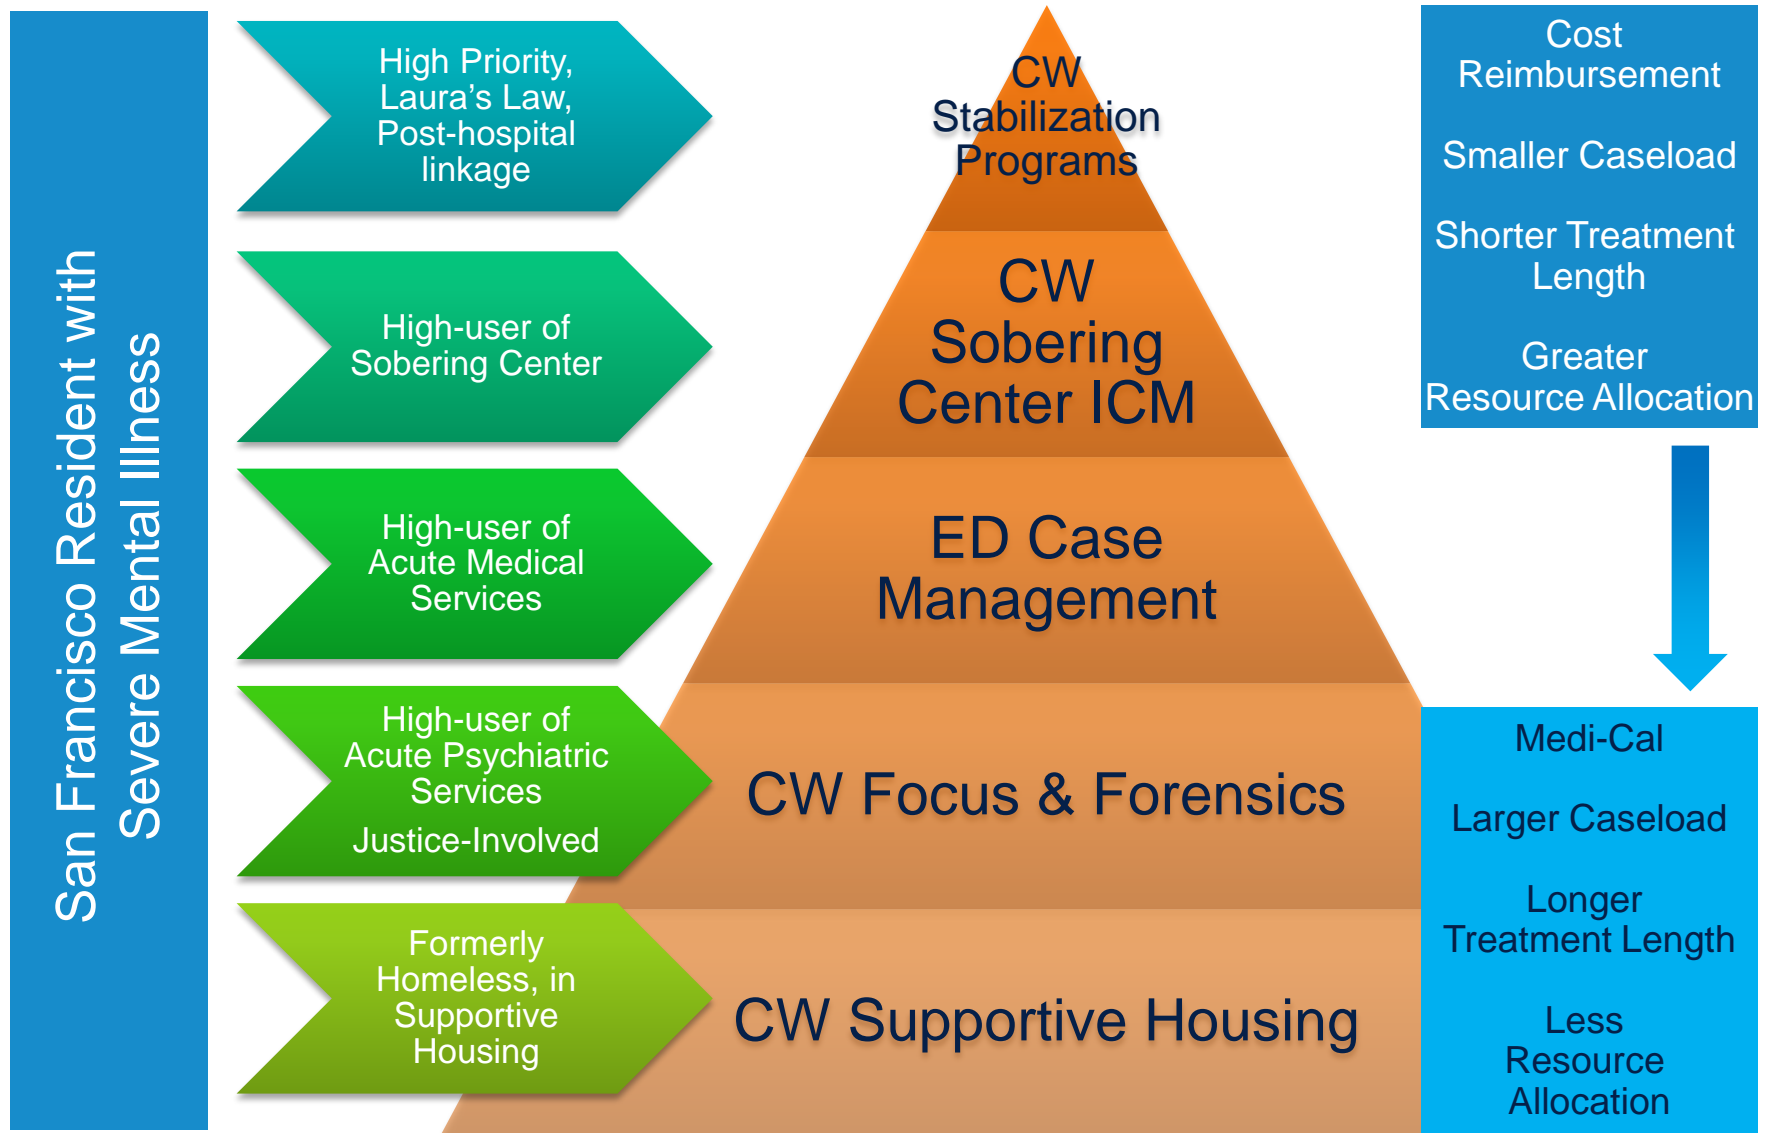 San Francisco Resident with
Severe Mental Illness
High Priority,
Laura’s Law,
Post-hospital
linkage
High-user of
Sobering Center
High-user of
Acute Medical
Services
High-user of
Acute Psychiatric
Services
Justice-Involved
Formerly
Homeless, in
Supportive
Housing
CW
Stabilization
Programs
CW
Sobering
Center ICM
ED Case
Management
CW Focus & Forensics
CW Supportive Housing
Cost
Reimbursement
Smaller Caseload
Shorter Treatment
Length
Greater
Resource Allocation
Medi-Cal
Larger Caseload
Longer
Treatment Length
Less
Resource
Allocation